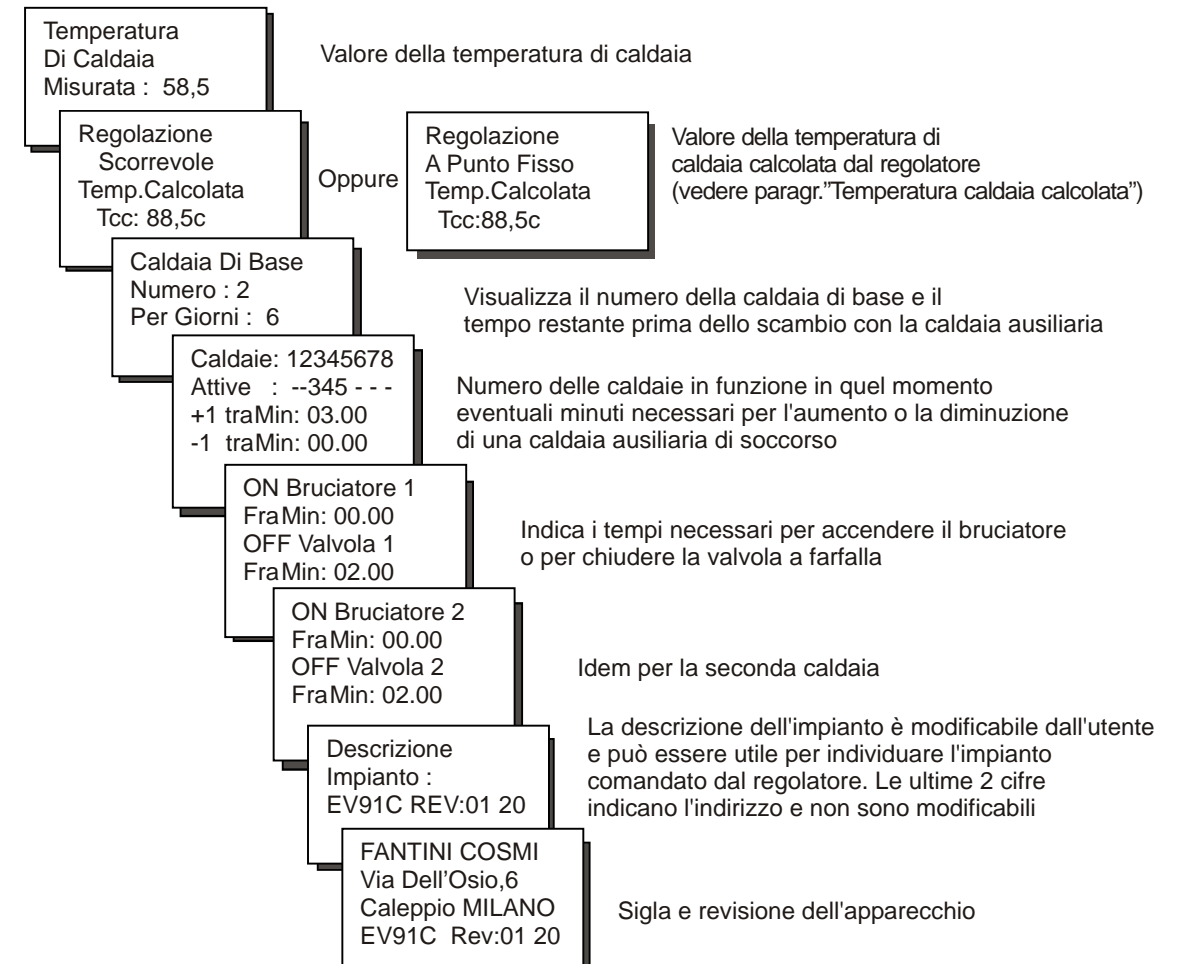 Temperatura
Di Caldaia
Misurata : 58,5
Valore della temperatura di caldaia
Regolazione
Scorrevole
Temp.Calcolata
Tcc: 88,5c
Oppure
Regolazione
A Punto Fisso
Temp.Calcolata
Tcc:88,5c
Valore della temperatura di
caldaia calcolata dal regolatore
(vedere paragr."Temperatura caldaia calcolata")
Caldaia Di Base
Numero : 2
Per Giorni : 6
Visualizza il numero della caldaia di base e il
tempo restante prima dello scambio con la caldaia ausiliaria
Caldaie: 12345678
Attive : --345 - - -
+1 traMin: 03.00
-1 traMin: 00.00
Numero delle caldaie in funzione in quel momento
eventuali minuti necessari per l'aumento o la diminuzione
di una caldaia ausiliaria di soccorso
ON Bruciatore 1
FraMin: 00.00
OFF Valvola 1
FraMin: 02.00
Indica i tempi necessari per accendere il bruciatore
o per chiudere la valvola a farfalla
ON Bruciatore 2
FraMin: 00.00
OFF Valvola 2
FraMin: 02.00
Idem per la seconda caldaia
Descrizione
Impianto :
EV91C REV:01 20
La descrizione dell'impianto è modificabile dall'utente
e può essere utile per individuare l'impianto
comandato dal regolatore. Le ultime 2 cifre
indicano l'indirizzo e non sono modificabili
FANTINI COSMI
Via Dell'Osio,6
Caleppio MILANO
EV91C Rev:01 20
Sigla e revisione dell'apparecchio